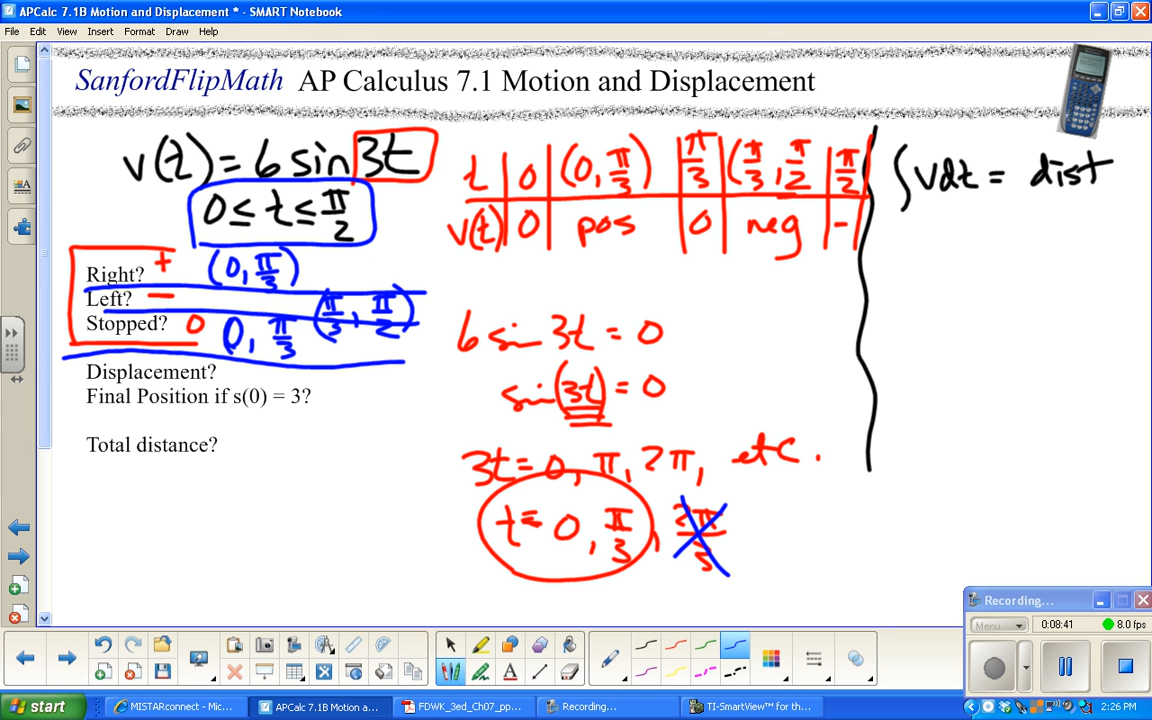 APCalc 7.1B Motion and Displacement * - SMART Notebook
File Edit View Insert Format Draw Help
SanfordFlipMath AP Calculus 7.1 Motion and Displacement
v(t) = 6 sin 3t
0 ≤ t ≤ π/2
t | 0 | (0, π/3) | π/3 | (π/3, π/2 | π/2
v(t) | 0 | pos | 0 | neg | -
∫vdt = dist
Right? + (0, π/3)
Left? - (π/3, π/2)
Stopped? 0 0, π/3
Displacement?
Final Position if s(0) = 3?
Total distance?
6 sin 3t = 0
sin(3t) = 0
3t = 0, π, 2π, etc.
t = 0, π/3, 2π/3
Recording...
Menu
0:08:41
8.0 fps
start
MISTARconnect - Mic...
APCalc 7.1B Motion a...
FDWK_3ed_Ch07_pp...
Recording...
TI-SmartView™ for th...
2:26 PM